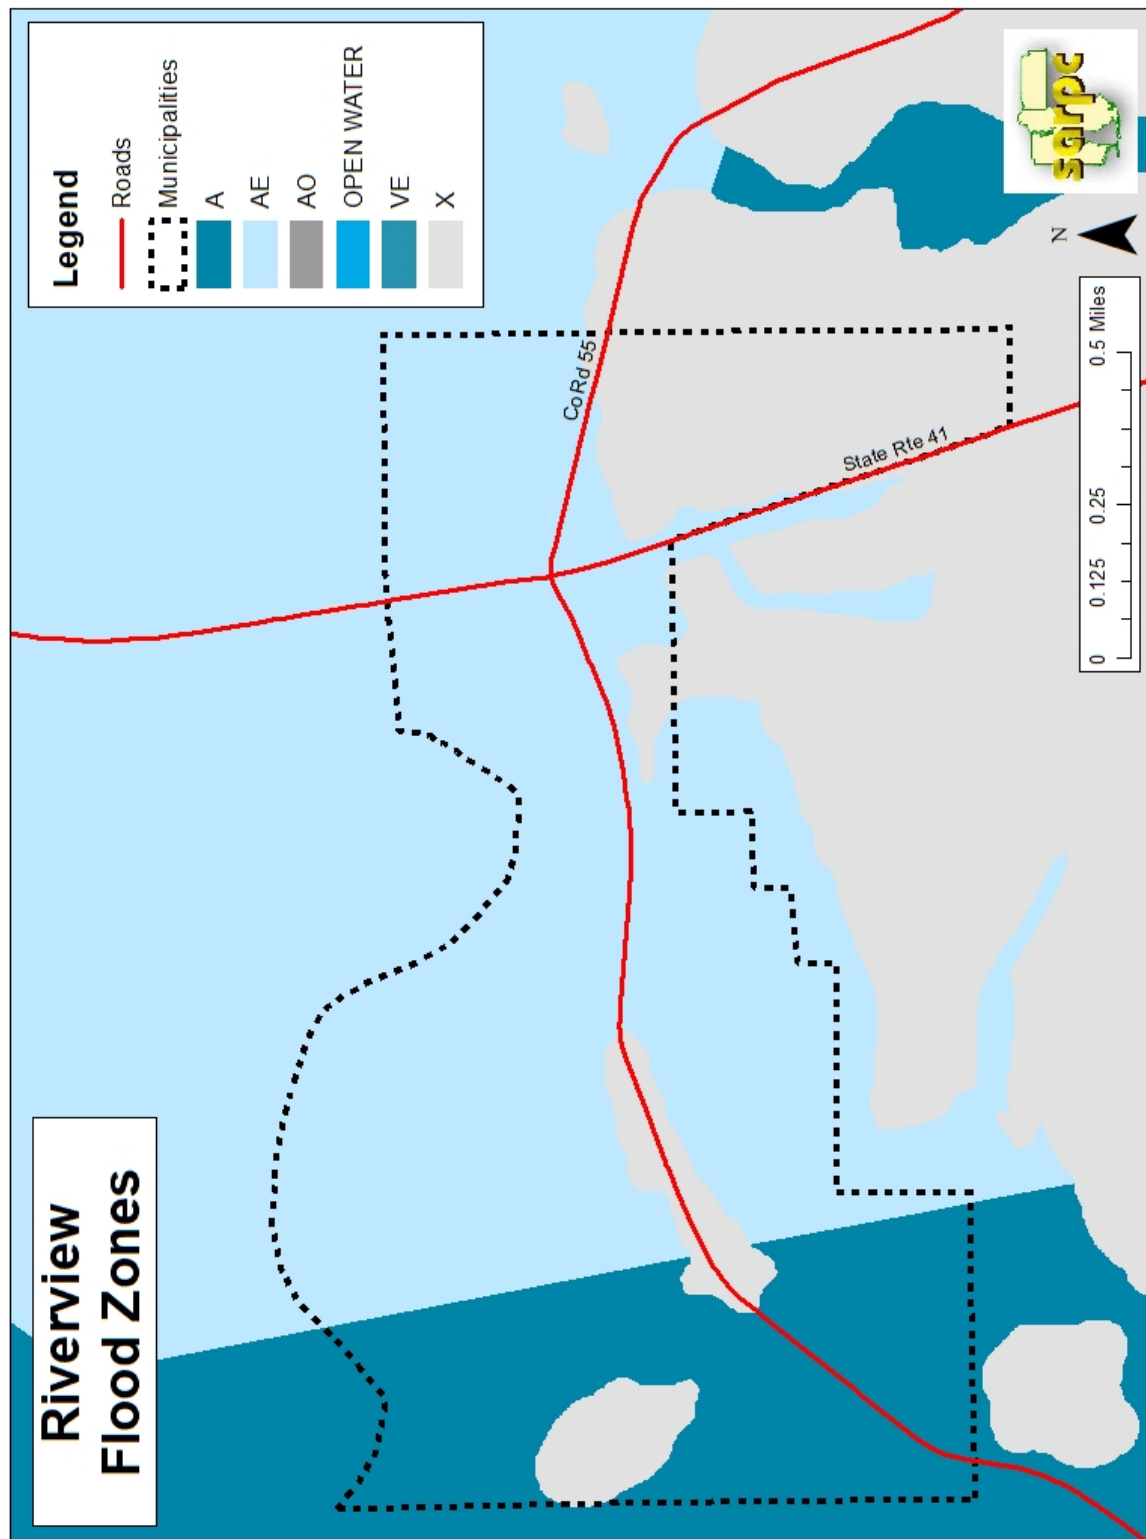 Riverview
Flood Zones
Legend
Roads
Municipalities
A
AE
AO
OPEN WATER
VE
X
CoRd 55
State Rte 41
0 0.125 0.25 0.5 Miles
N
sarpc